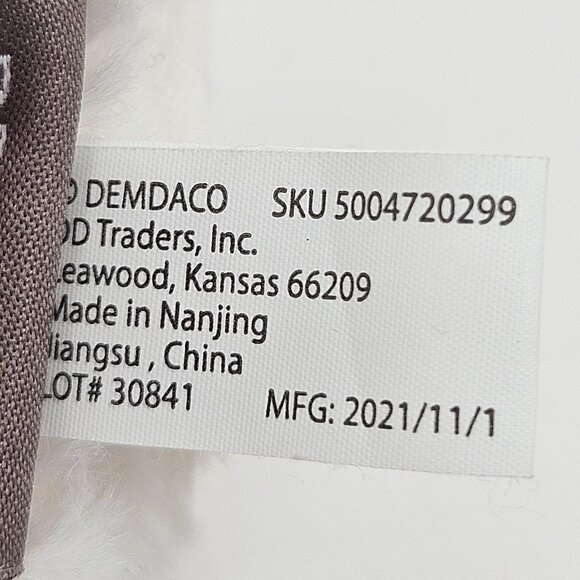 © DEMDACO SKU 5004720299
DD Traders, Inc.
Leawood, Kansas 66209
Made in Nanjing
Jiangsu , China
LOT# 30841 MFG: 2021/11/1